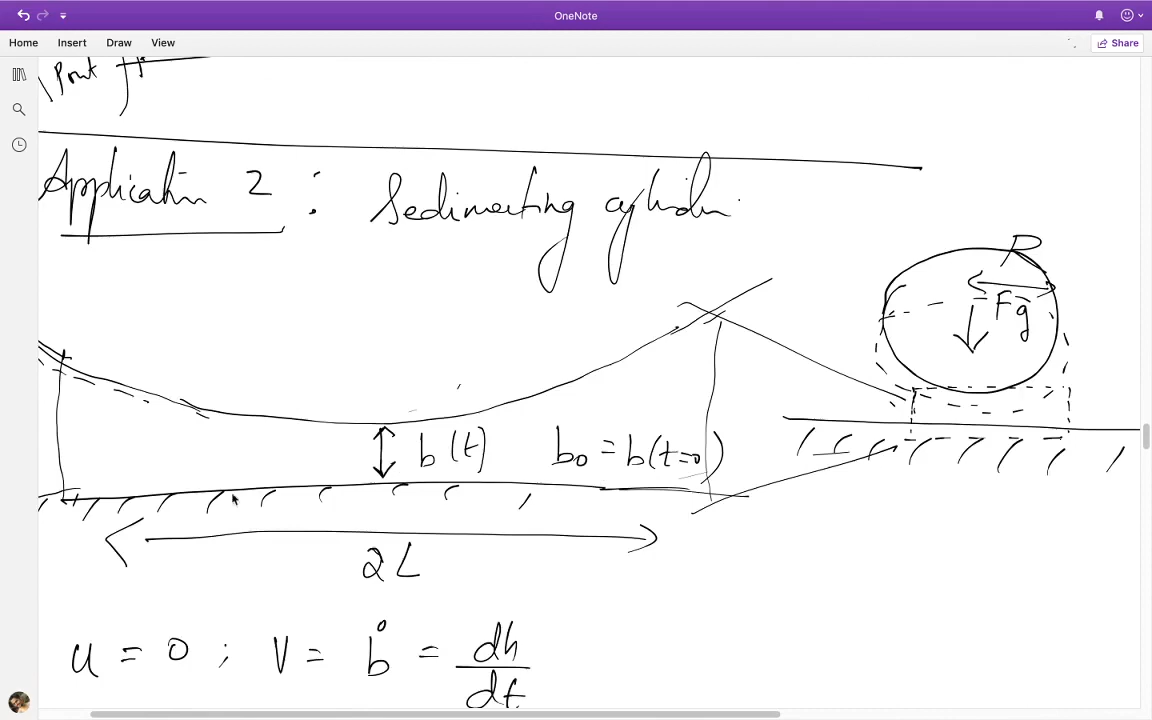 OneNote
Home Insert Draw View
Share
Application 2 : Sedimenting cylinder
R
Fg
b(t) b₀ = b(t=0)
2L
u = 0 ; V = ḃ = dh/dt